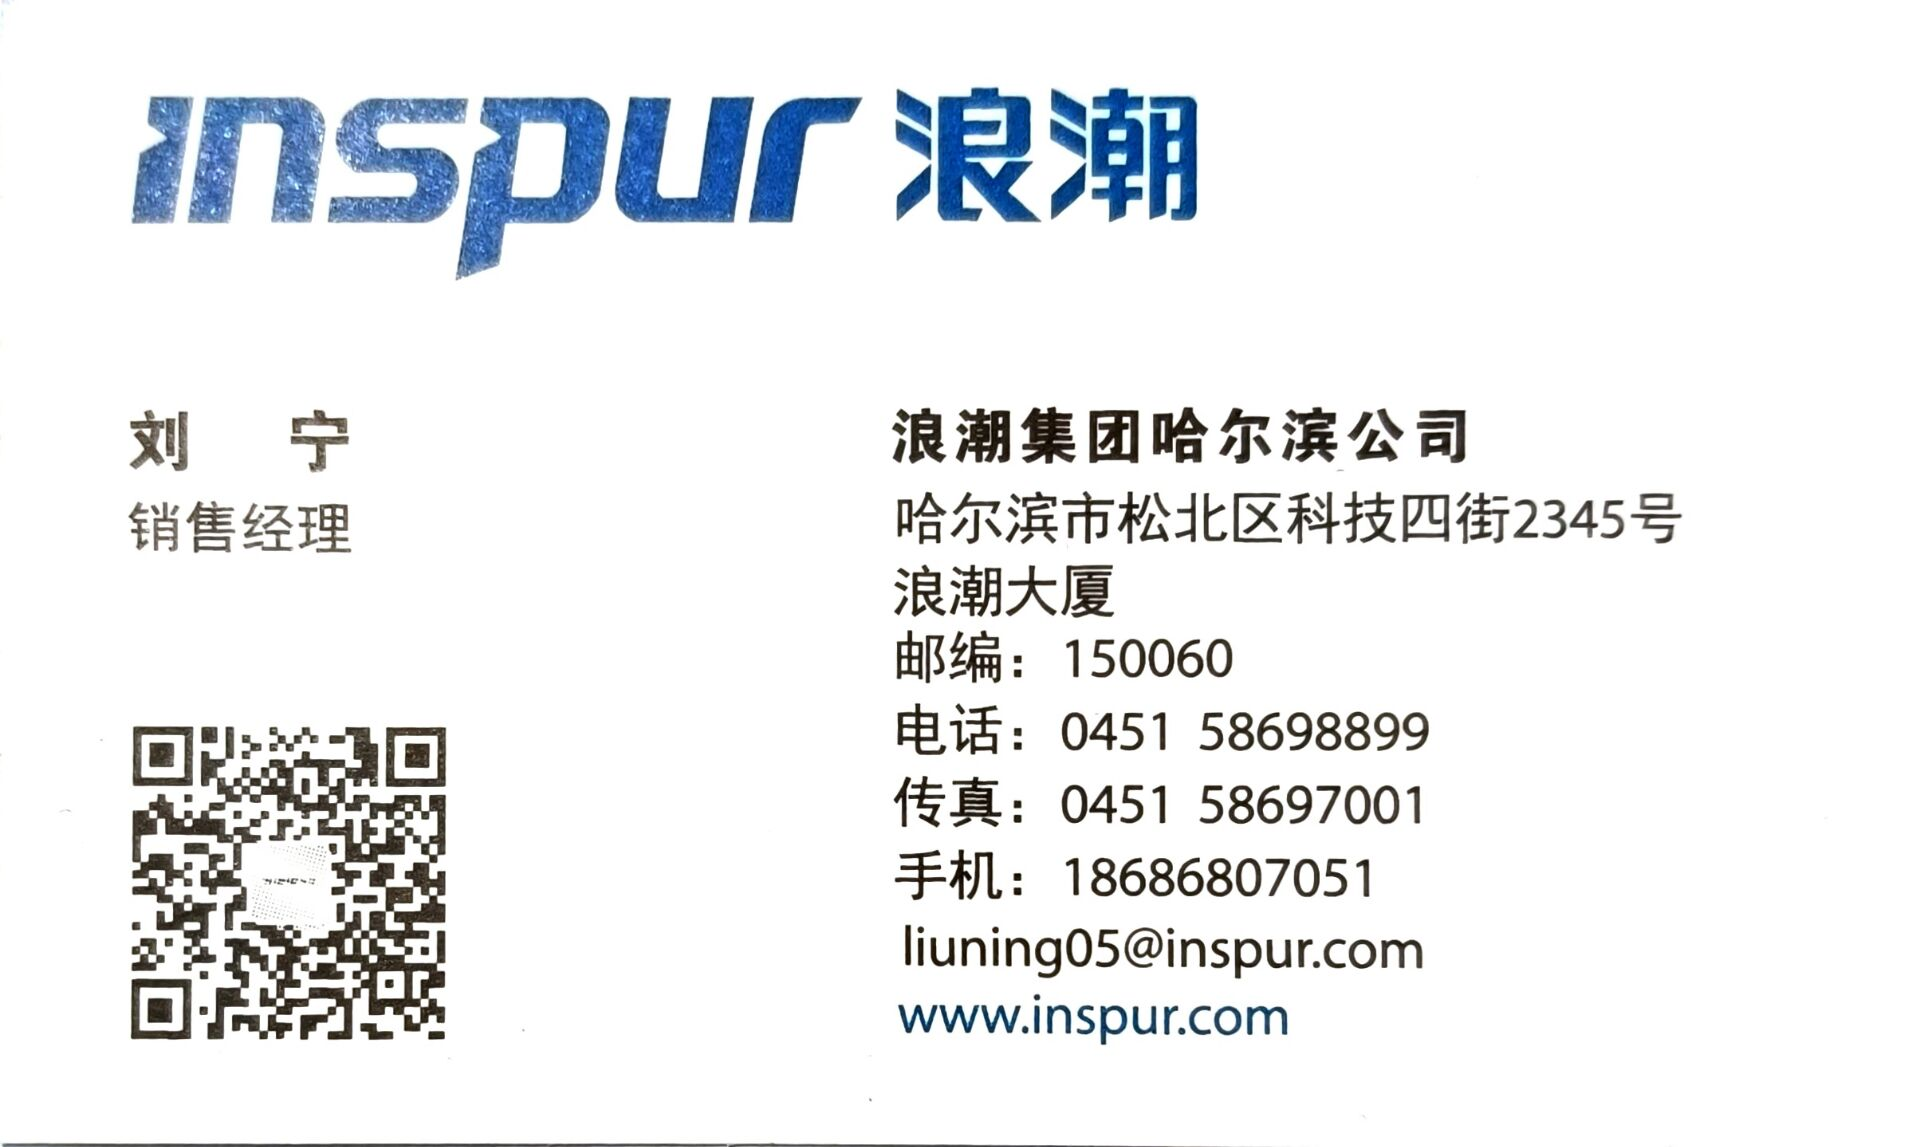 inspur 浪潮
刘 宁
销售经理
浪潮集团哈尔滨公司
哈尔滨市松北区科技四街2345号
浪潮大厦
邮编：150060
电话：0451 58698899
传真：0451 58697001
手机：18686807051
liuning05@inspur.com
www.inspur.com